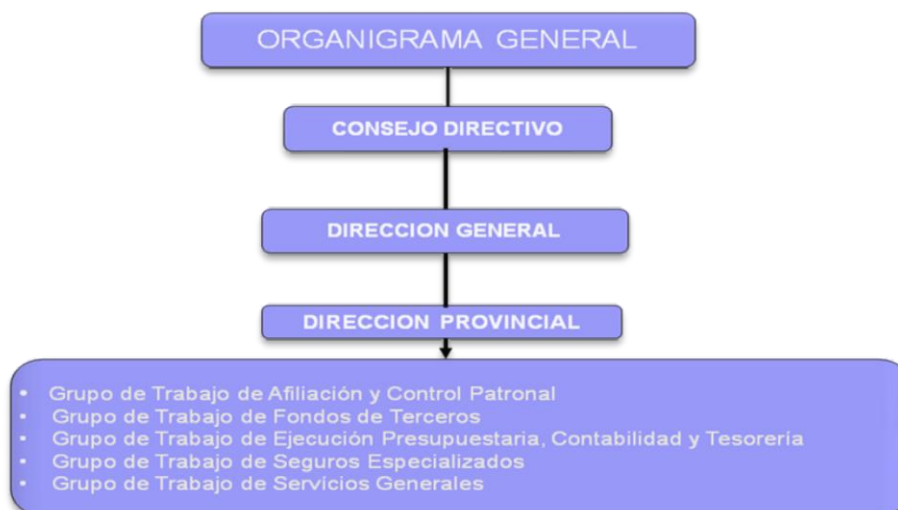 ORGANIGRAMA GENERAL
CONSEJO DIRECTIVO
DIRECCION GENERAL
DIRECCION PROVINCIAL
• Grupo de Trabajo de Afiliación y Control Patronal
• Grupo de Trabajo de Fondos de Terceros
• Grupo de Trabajo de Ejecución Presupuestaria, Contabilidad y Tesorería
• Grupo de Trabajo de Seguros Especializados
• Grupo de Trabajo de Servicios Generales